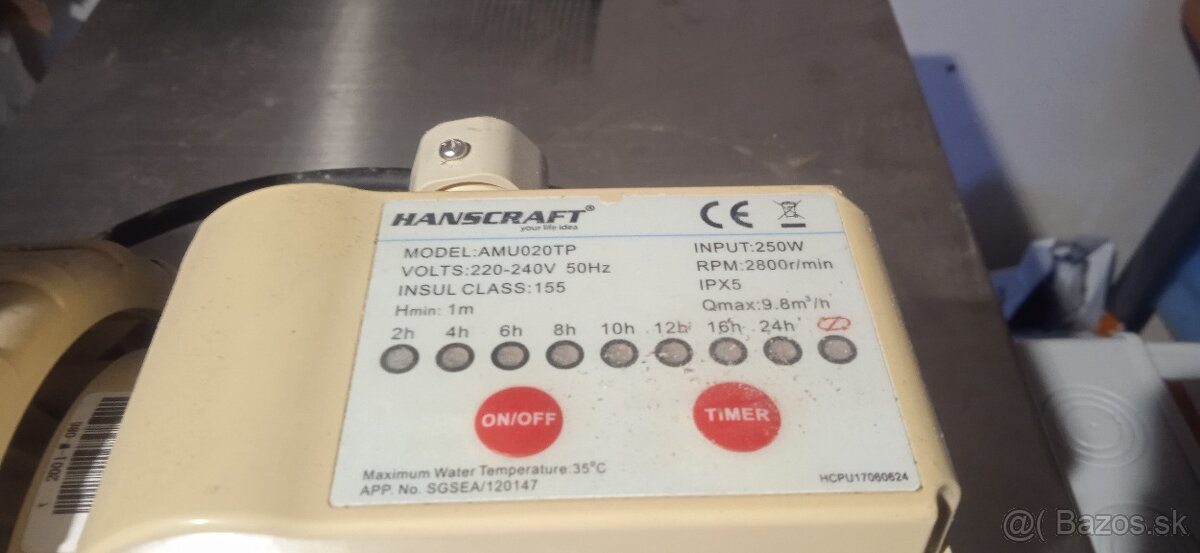 HANSCRAFT®
your life idea
MODEL:AMU020TP
VOLTS:220-240V 50Hz
INSUL CLASS:155
Hmin: 1m
INPUT:250W
RPM:2800r/min
IPX5
Qmax:9.8m³/h
2h 4h 6h 8h 10h 12h 16h 24h
ON/OFF
TiMER
Maximum Water Temperature:35°C
APP. No. SGSEA/120147
HCPU17060624
@( Bazos.sk